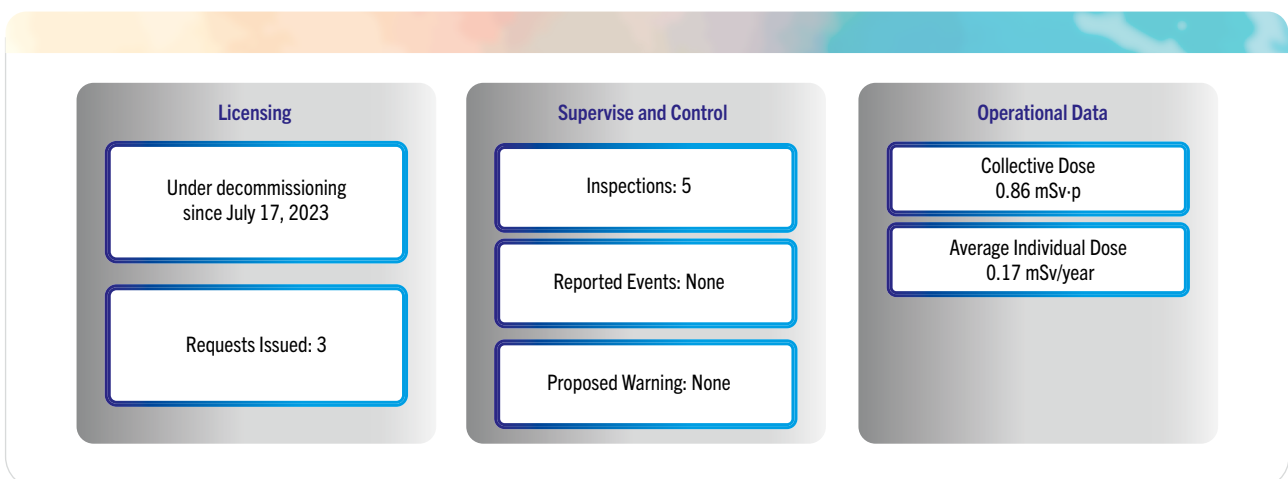 Licensing
Under decommissioning
since July 17, 2023
Requests Issued: 3
Supervise and Control
Inspections: 5
Reported Events: None
Proposed Warning: None
Operational Data
Collective Dose
0.86 mSv·p
Average Individual Dose
0.17 mSv/year